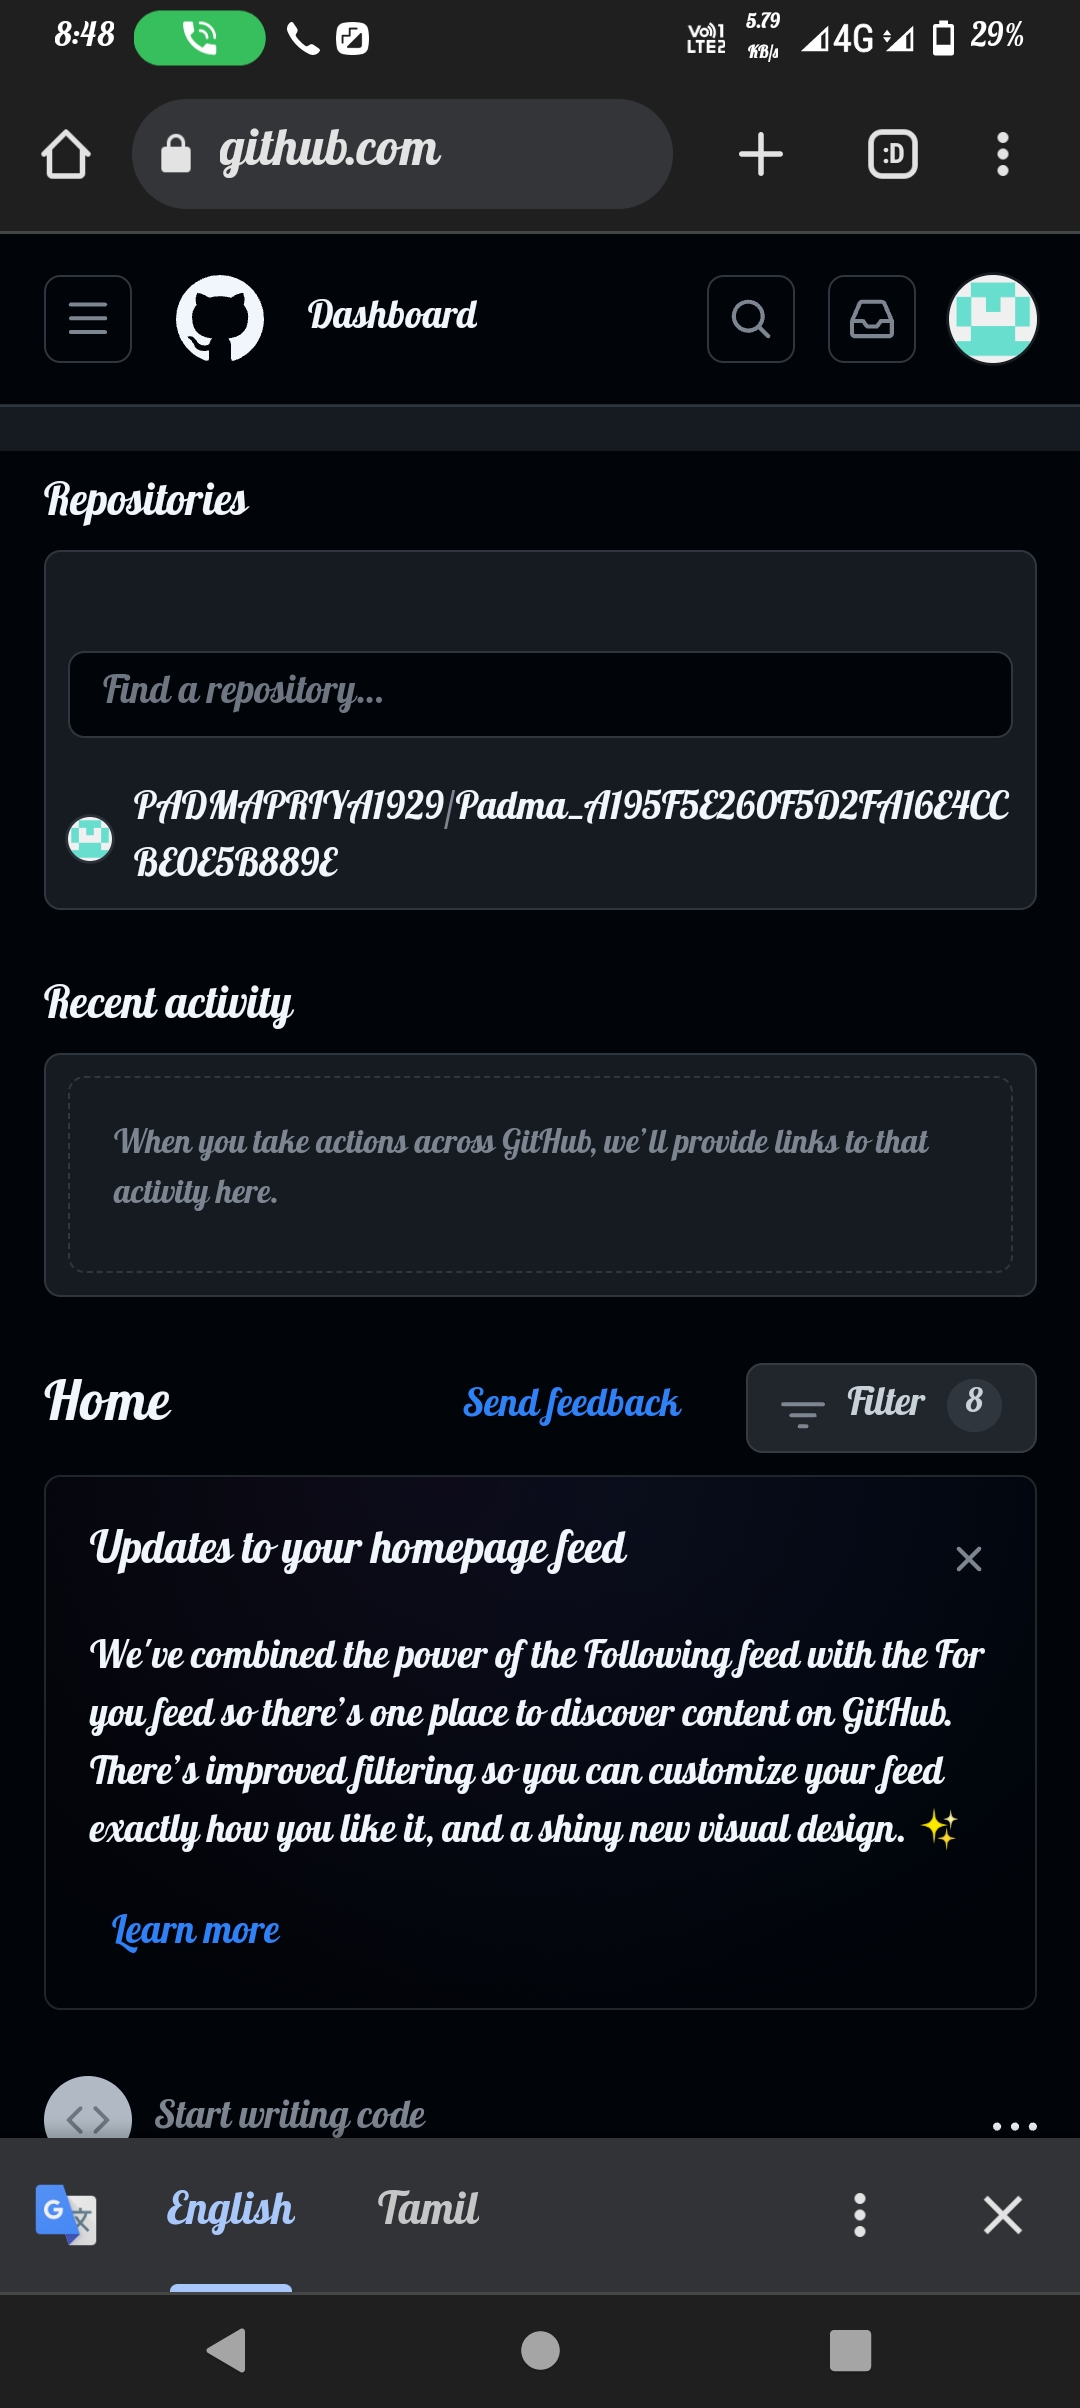 8:48
Vo)) 1
LTE2
5.79
KB/s
4G
29%
github.com
:D
Dashboard
Repositories
Find a repository...
PADMAPRIYA1929/Padma_A195F5E260F5D2FA16E4CC
BE0E5B889E
Recent activity
When you take actions across GitHub, we’ll provide links to that
activity here.
Home
Send feedback
Filter 8
Updates to your homepage feed
We've combined the power of the Following feed with the For
you feed so there’s one place to discover content on GitHub.
There’s improved filtering so you can customize your feed
exactly how you like it, and a shiny new visual design. ✨
Learn more
Start writing code
...
G 文
English
Tamil